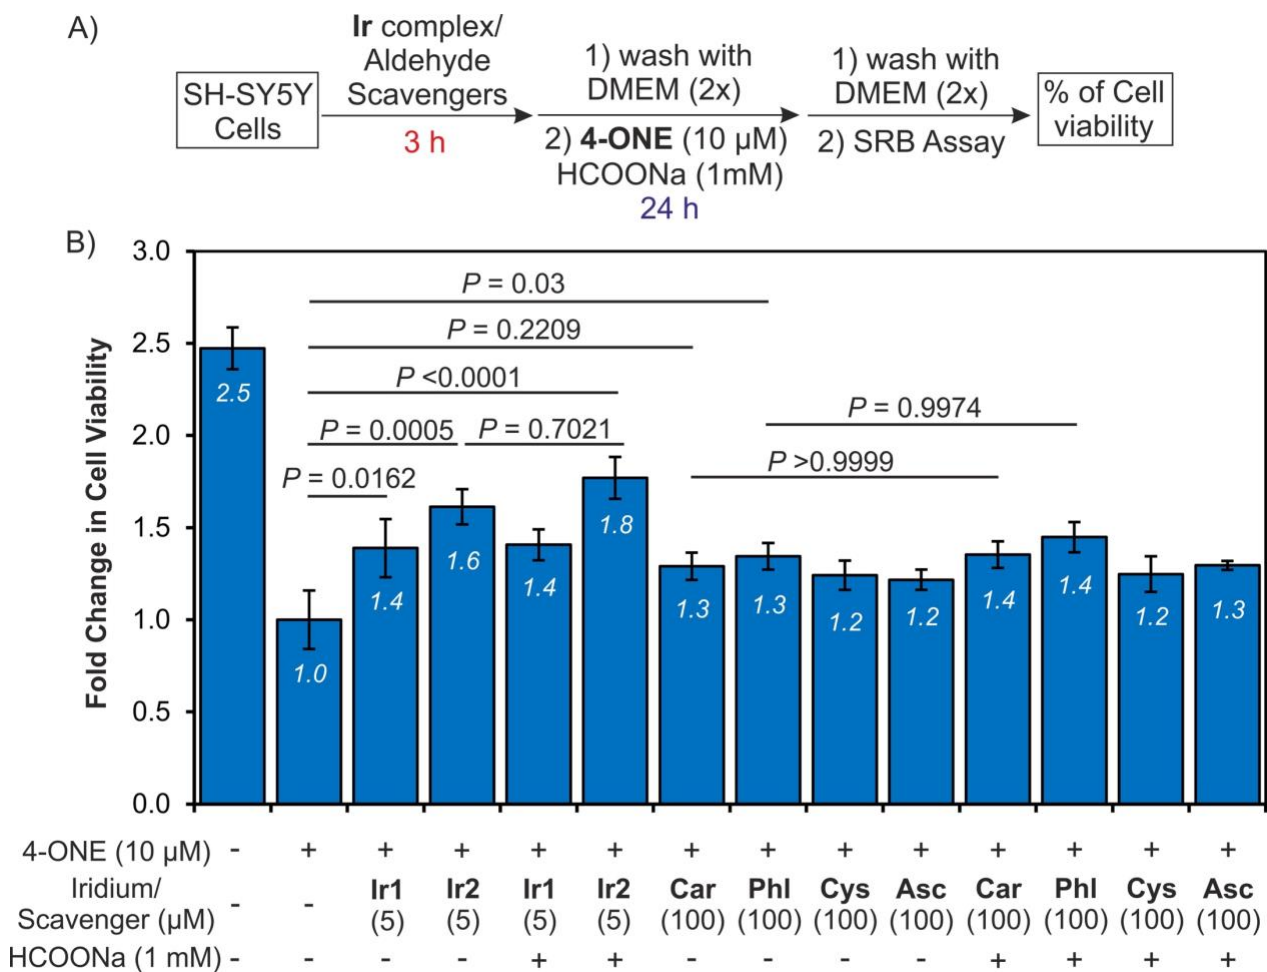 A)
SH-SY5Y
Cells
Ir complex/
Aldehyde
Scavengers
3 h
1) wash with
DMEM (2x)
2) 4-ONE (10 µM)
HCOONa (1mM)
24 h
1) wash with
DMEM (2x)
2) SRB Assay
% of Cell
viability
B)
Fold Change in Cell Viability
3.0
2.5
2.0
1.5
1.0
0.5
0.0
P = 0.03
P = 0.2209
P <0.0001
P = 0.0005
P = 0.7021
P = 0.0162
P = 0.9974
P >0.9999
2.5
1.0
1.4
1.6
1.4
1.8
1.3
1.3
1.2
1.2
1.4
1.4
1.2
1.3
4-ONE (10 µM) - + + + + + + + + + + + + +
Iridium/ Ir1 Ir2 Ir1 Ir2 Car Phl Cys Asc Car Phl Cys Asc
Scavenger (µM) - - (5) (5) (5) (5) (100) (100) (100) (100) (100) (100) (100) (100)
HCOONa (1 mM) - - - - + + - - - - + + + +